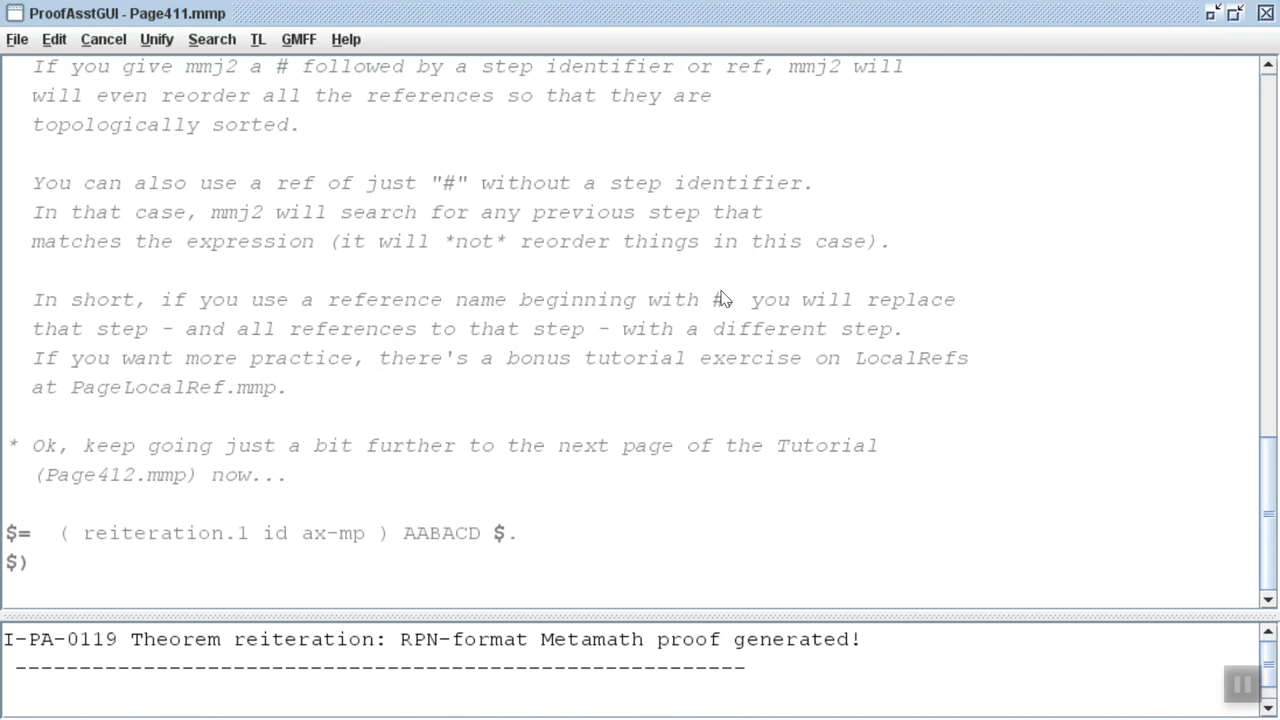 ProofAsstGUI - Page411.mmp
File Edit Cancel Unify Search TL GMFF Help
If you give mmj2 a # followed by a step identifier or ref, mmj2 will
will even reorder all the references so that they are
topologically sorted.
You can also use a ref of just "#" without a step identifier.
In that case, mmj2 will search for any previous step that
matches the expression (it will *not* reorder things in this case).
In short, if you use a reference name beginning with # you will replace
that step - and all references to that step - with a different step.
If you want more practice, there's a bonus tutorial exercise on LocalRefs
at PageLocalRef.mmp.
* Ok, keep going just a bit further to the next page of the Tutorial
(Page412.mmp) now...
$= ( reiteration.1 id ax-mp ) AABACD $.
$)
I-PA-0119 Theorem reiteration: RPN-format Metamath proof generated!
---------------------------------------------------------